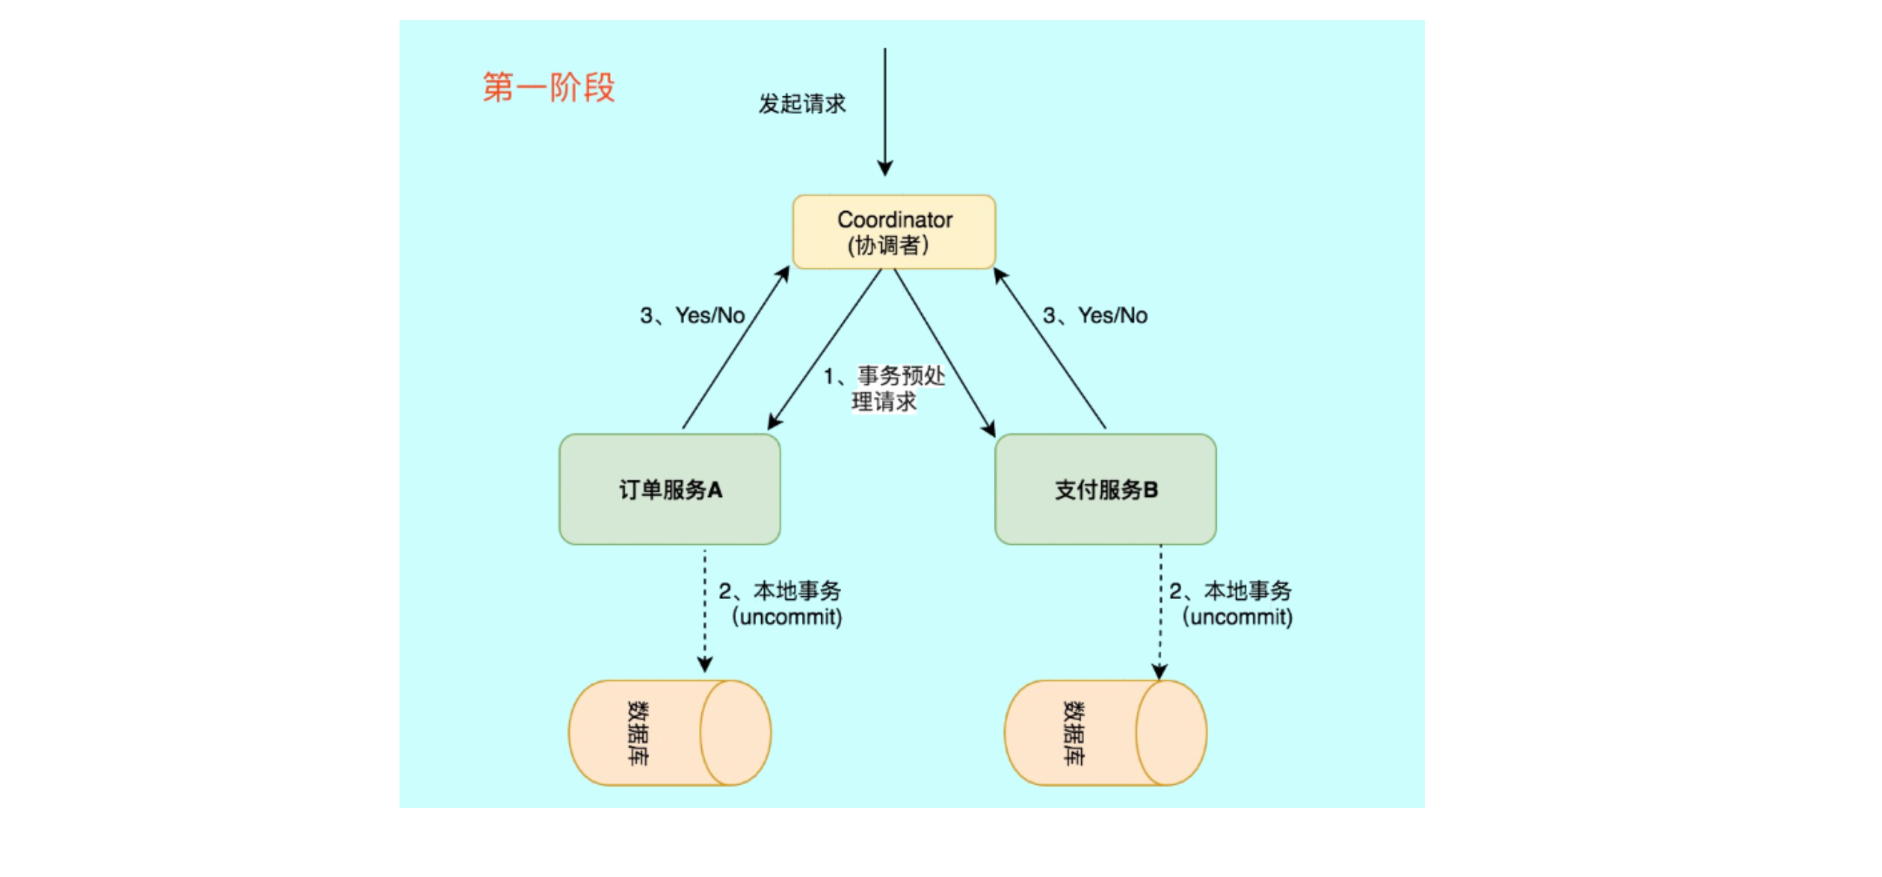 第一阶段
发起请求
Coordinator
(协调者)
3、Yes/No
3、Yes/No
1、事务预处
理请求
订单服务A
支付服务B
2、本地事务
（uncommit)
2、本地事务
（uncommit)
数据库
数据库